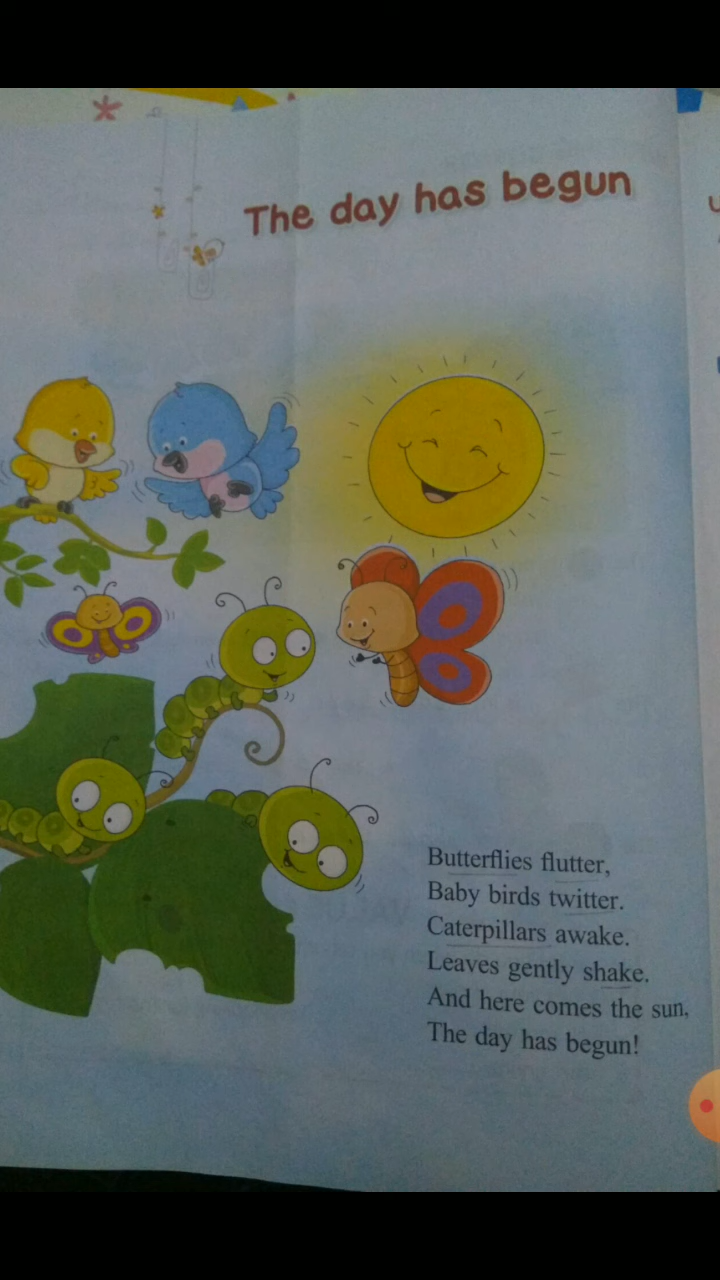 The day has begun
Butterflies flutter,
Baby birds twitter.
Caterpillars awake.
Leaves gently shake.
And here comes the sun,
The day has begun!